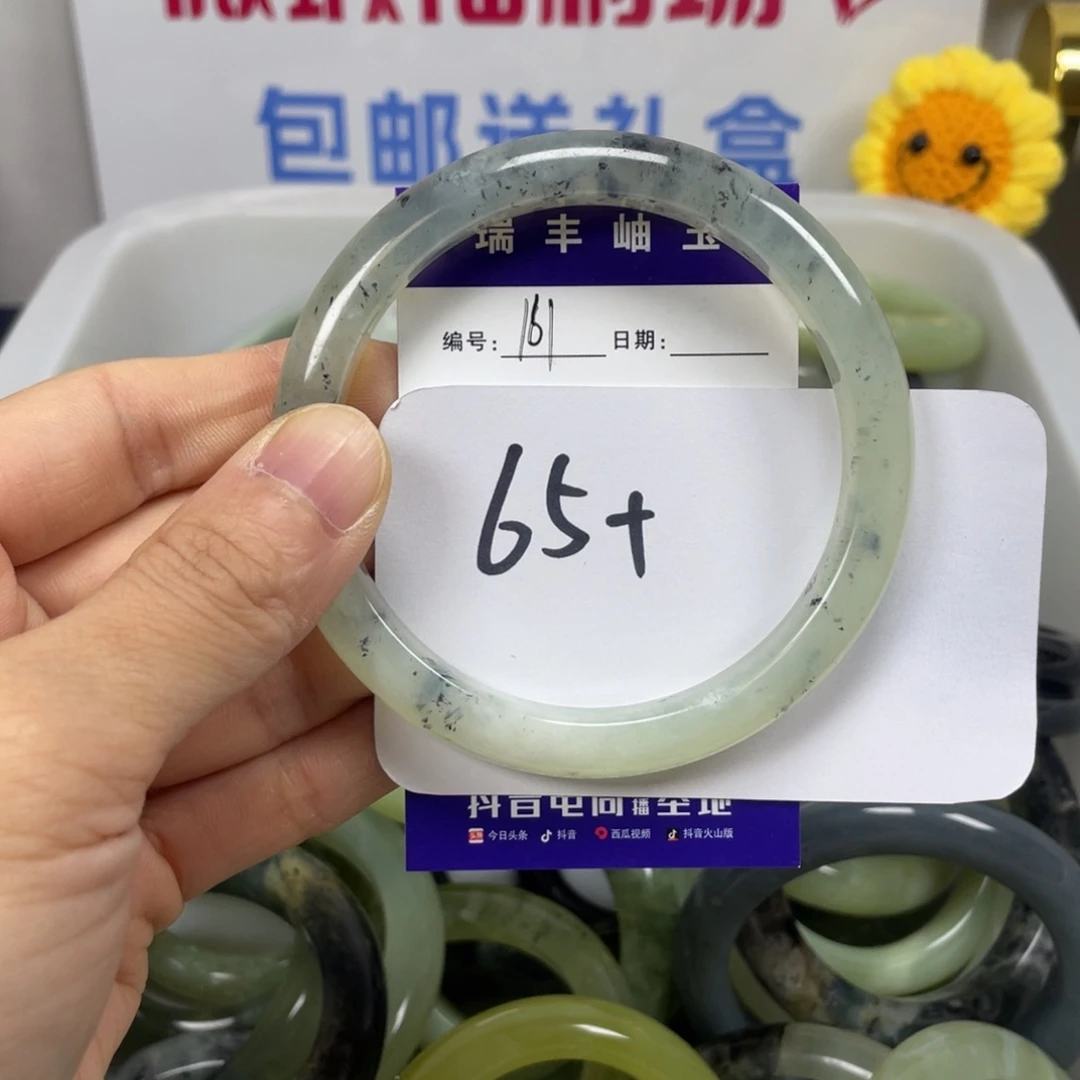 包邮送礼盒
瑞丰岫玉
编号: 161 日期:
65+
抖音电商直播基地
今日头条 抖音 西瓜视频 抖音火山版